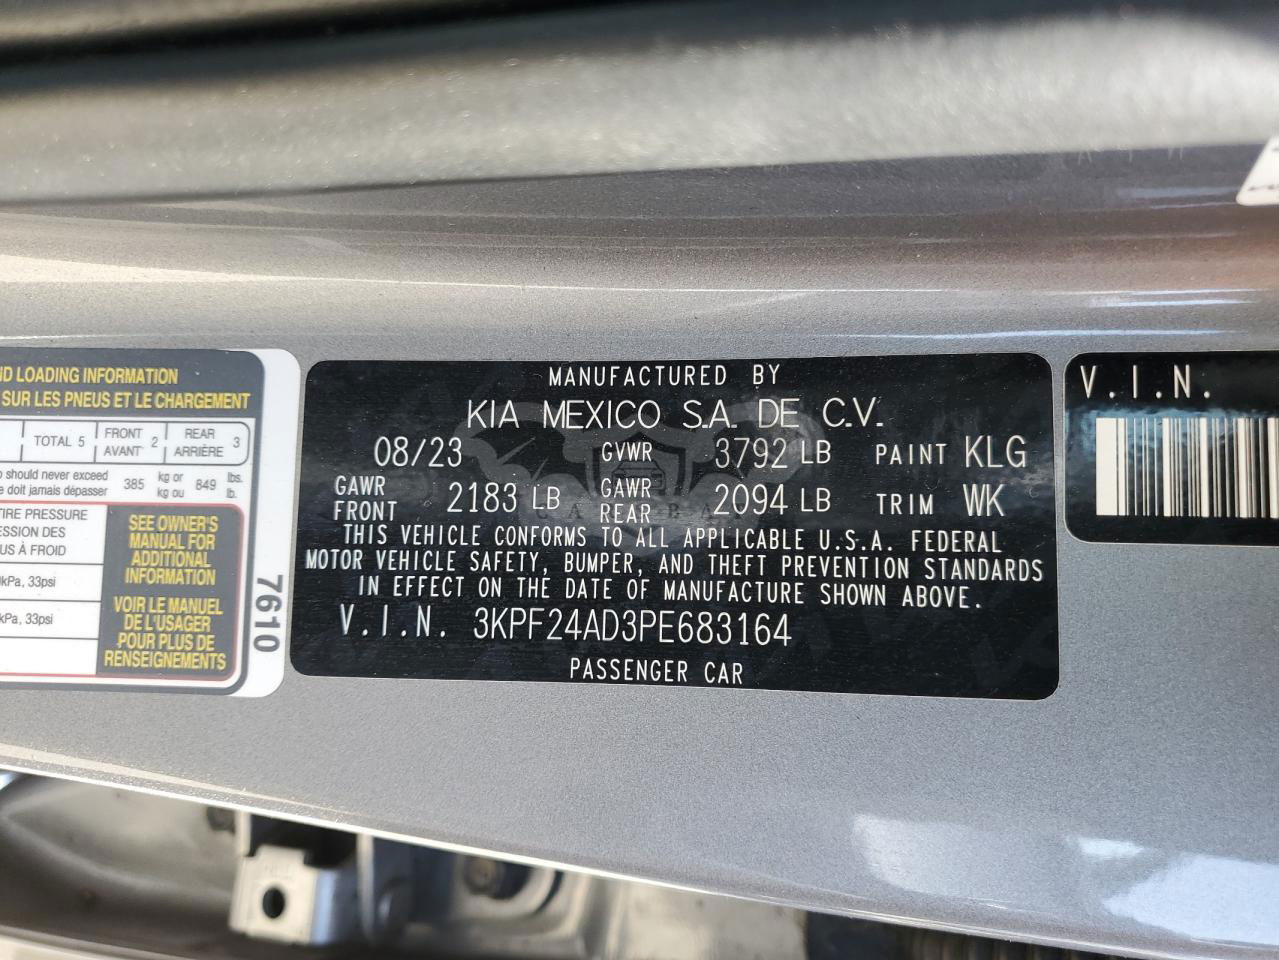 ND LOADING INFORMATION
SUR LES PNEUS ET LE CHARGEMENT
TOTAL 5 FRONT AVANT 2 REAR ARRIÈRE 3
should never exceed
doit jamais dépasser 385 kg or kg ou 849 lbs. lb.
TIRE PRESSURE
SSION DES
US À FROID
kPa, 33psi
kPa, 33psi
SEE OWNER'S
MANUAL FOR
ADDITIONAL
INFORMATION
VOIR LE MANUEL
DE L'USAGER
POUR PLUS DE
RENSEIGNEMENTS
7610
MANUFACTURED BY
KIA MEXICO S.A. DE C.V.
08/23 GVWR 3792 LB PAINT KLG
GAWR FRONT 2183 LB GAWR REAR 2094 LB TRIM WK
THIS VEHICLE CONFORMS TO ALL APPLICABLE U.S.A. FEDERAL
MOTOR VEHICLE SAFETY, BUMPER, AND THEFT PREVENTION STANDARDS
IN EFFECT ON THE DATE OF MANUFACTURE SHOWN ABOVE.
V.I.N. 3KPF24AD3PE683164
PASSENGER CAR
V.I.N.